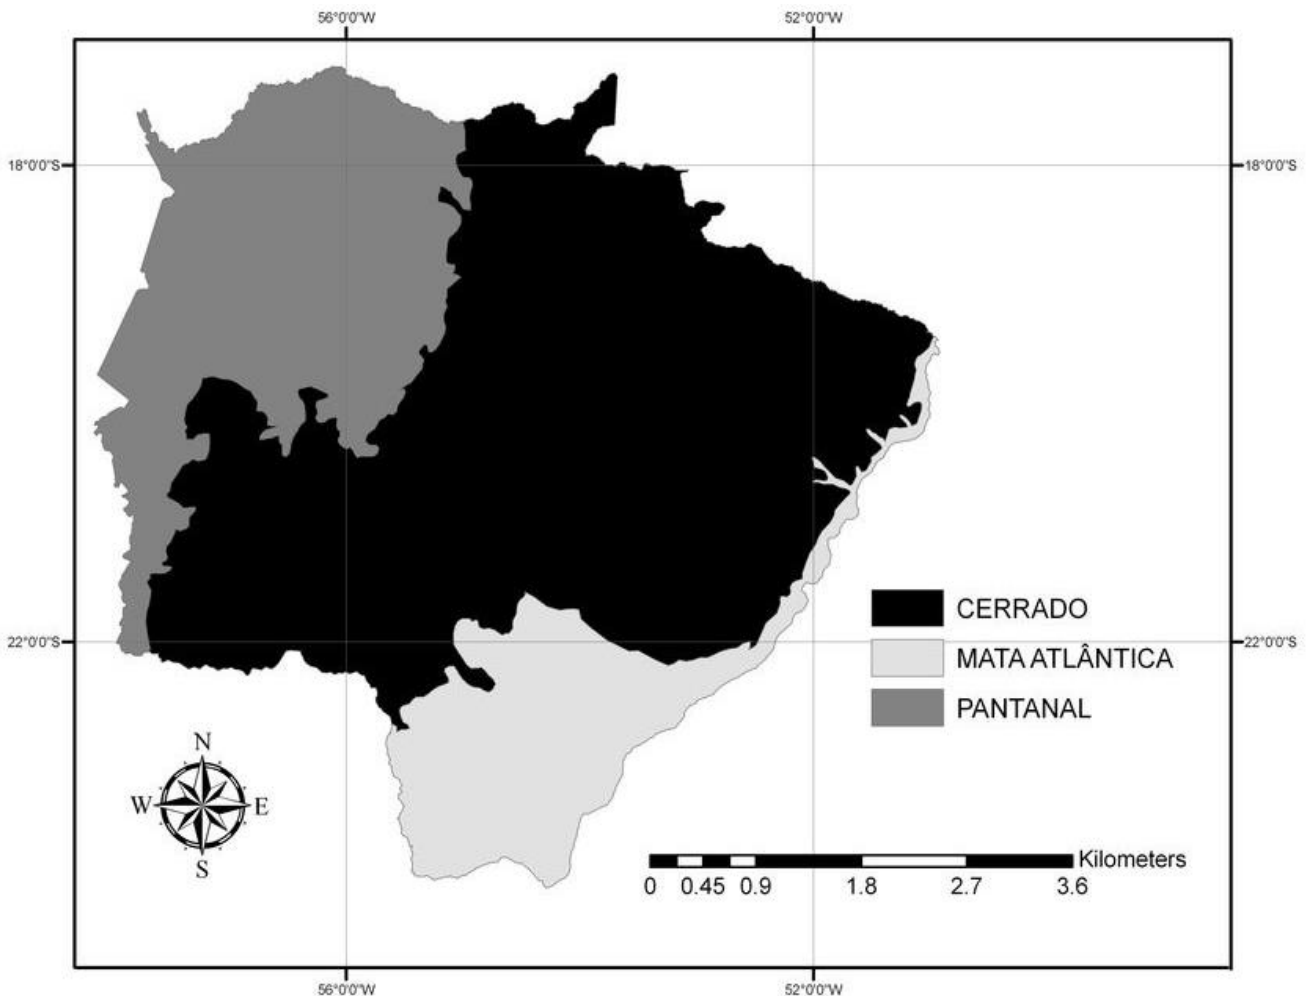 56°0'0"W 52°0'0"W
18°0'0"S 18°0'0"S
22°0'0"S 22°0'0"S
CERRADO
MATA ATLÂNTICA
PANTANAL
N
W E
S
Kilometers
0 0.45 0.9 1.8 2.7 3.6
56°0'0"W 52°0'0"W